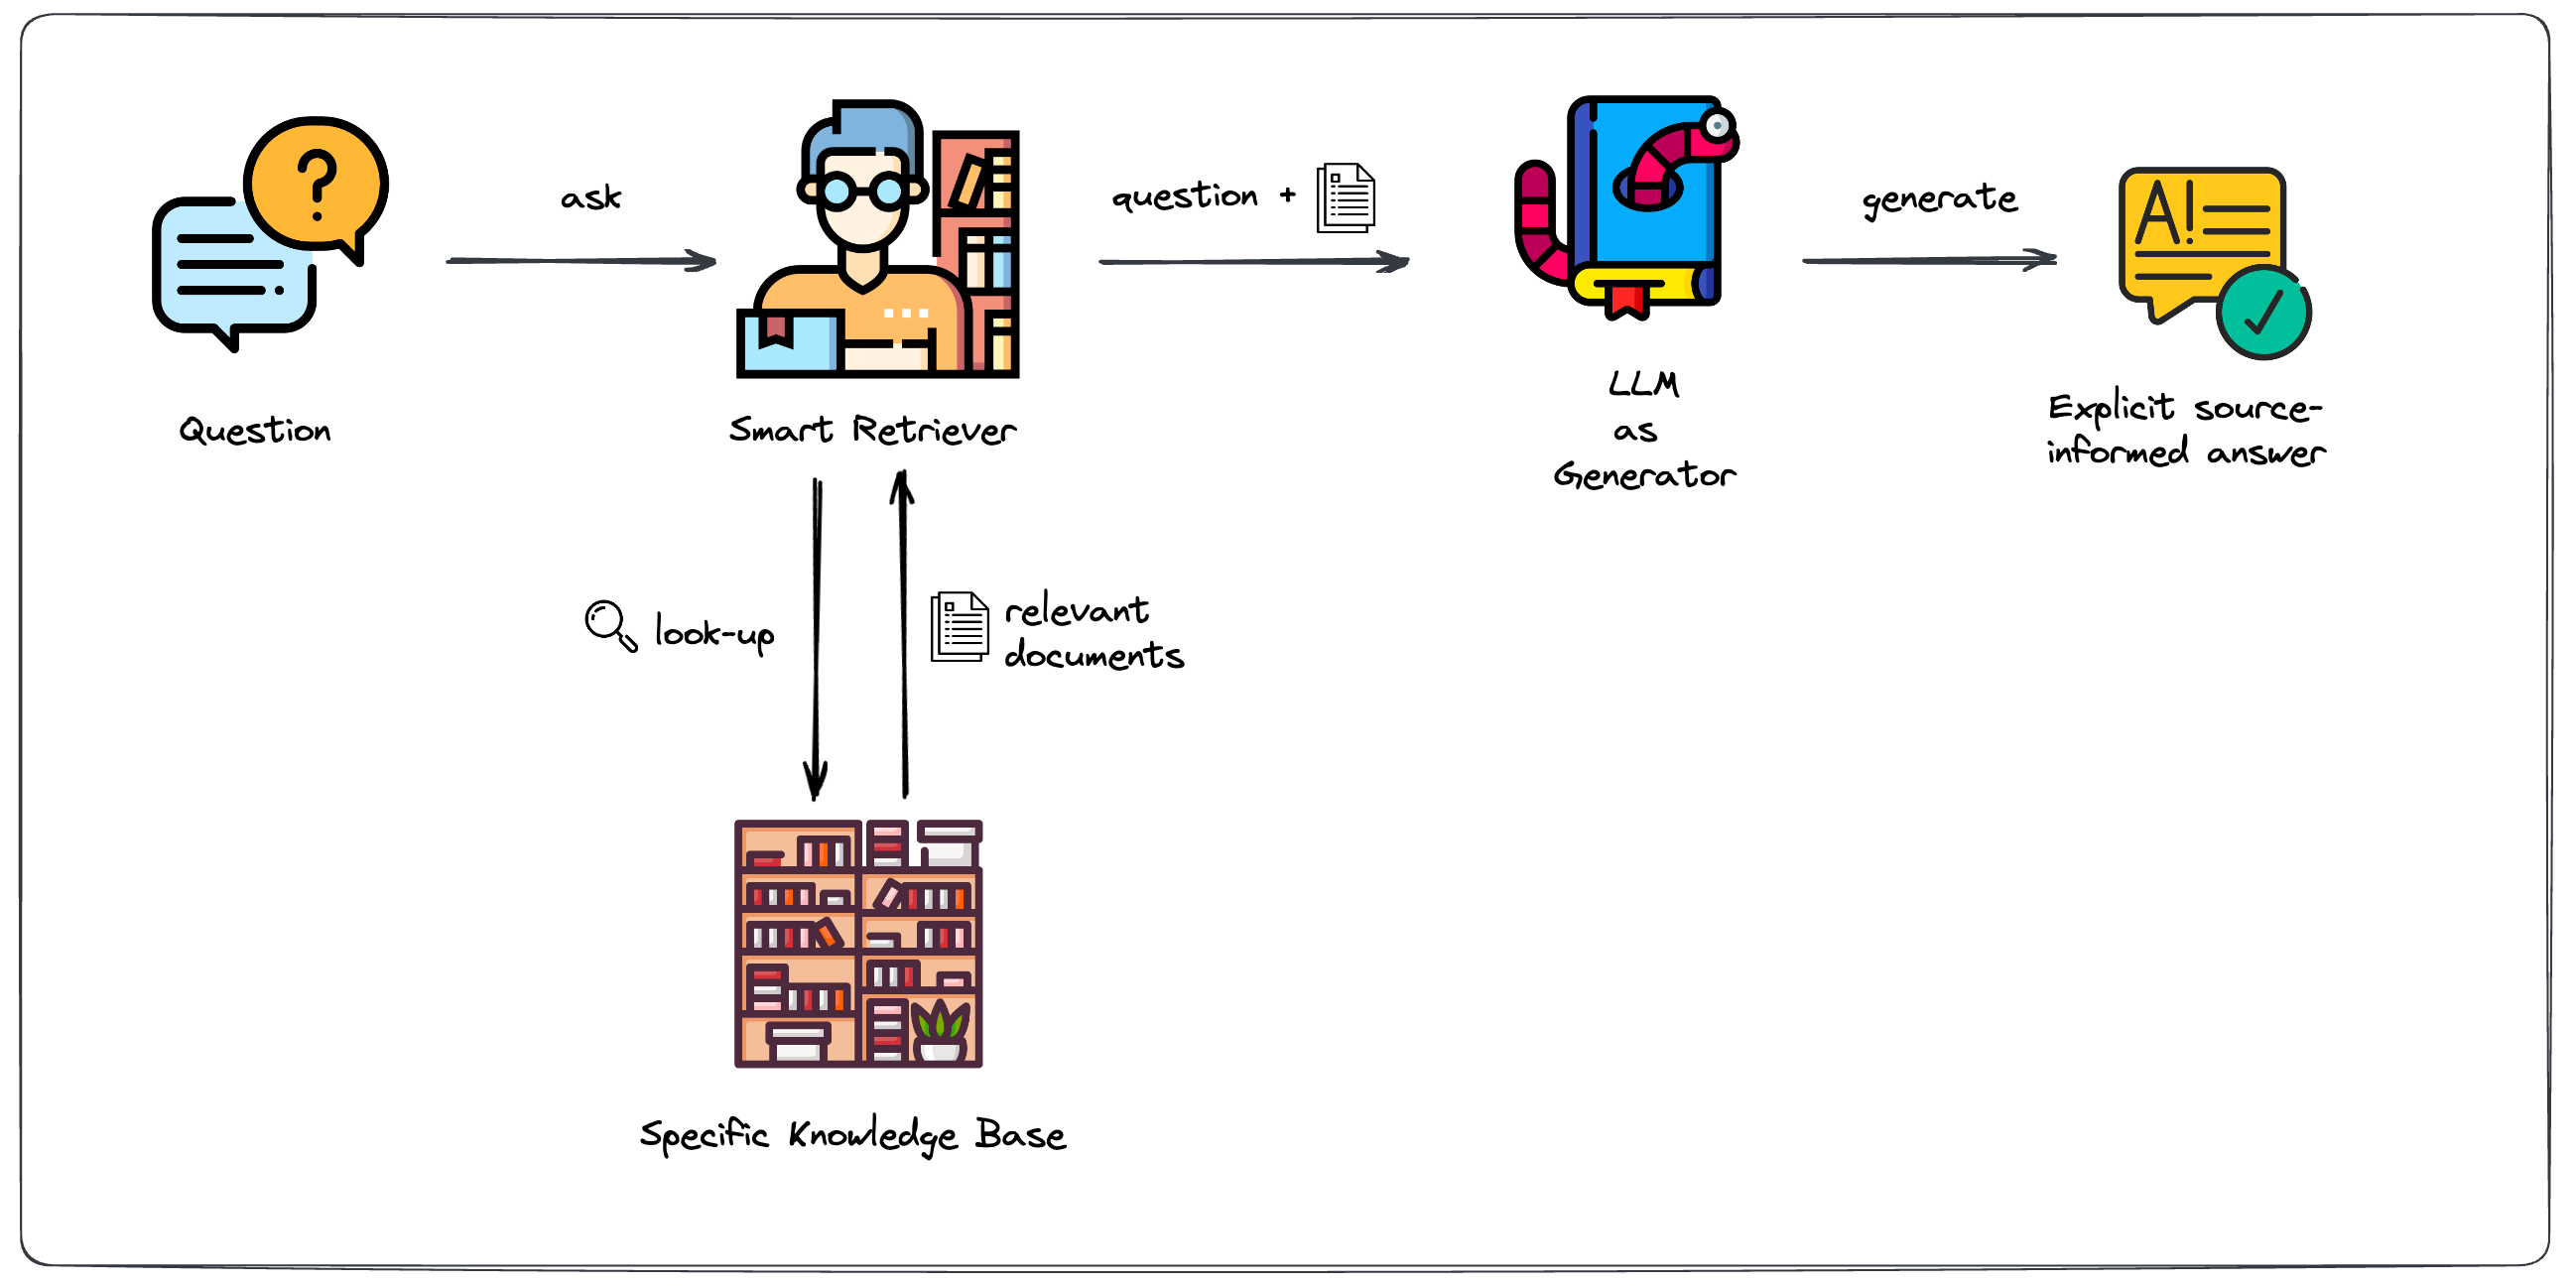 ask
question +
generate
?
A!
Question
Smart Retriever
LLM
as
Generator
Explicit source-
informed answer
look-up
relevant
documents
Specific Knowledge Base